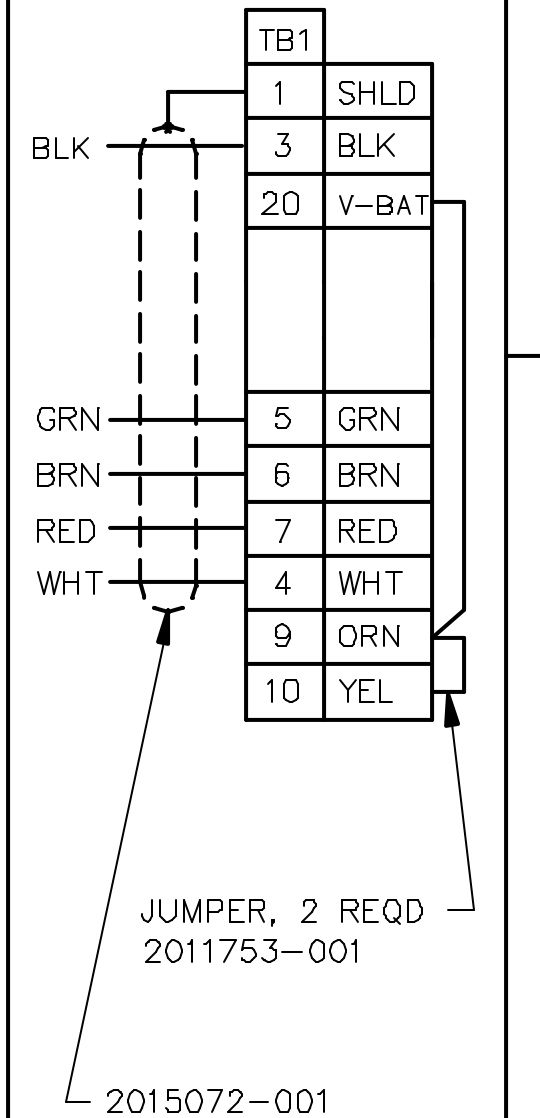 TB1
1 SHLD
BLK 3 BLK
20 V-BAT
GRN 5 GRN
BRN 6 BRN
RED 7 RED
WHT 4 WHT
9 ORN
10 YEL
JUMPER, 2 REQD
2011753-001
2015072-001